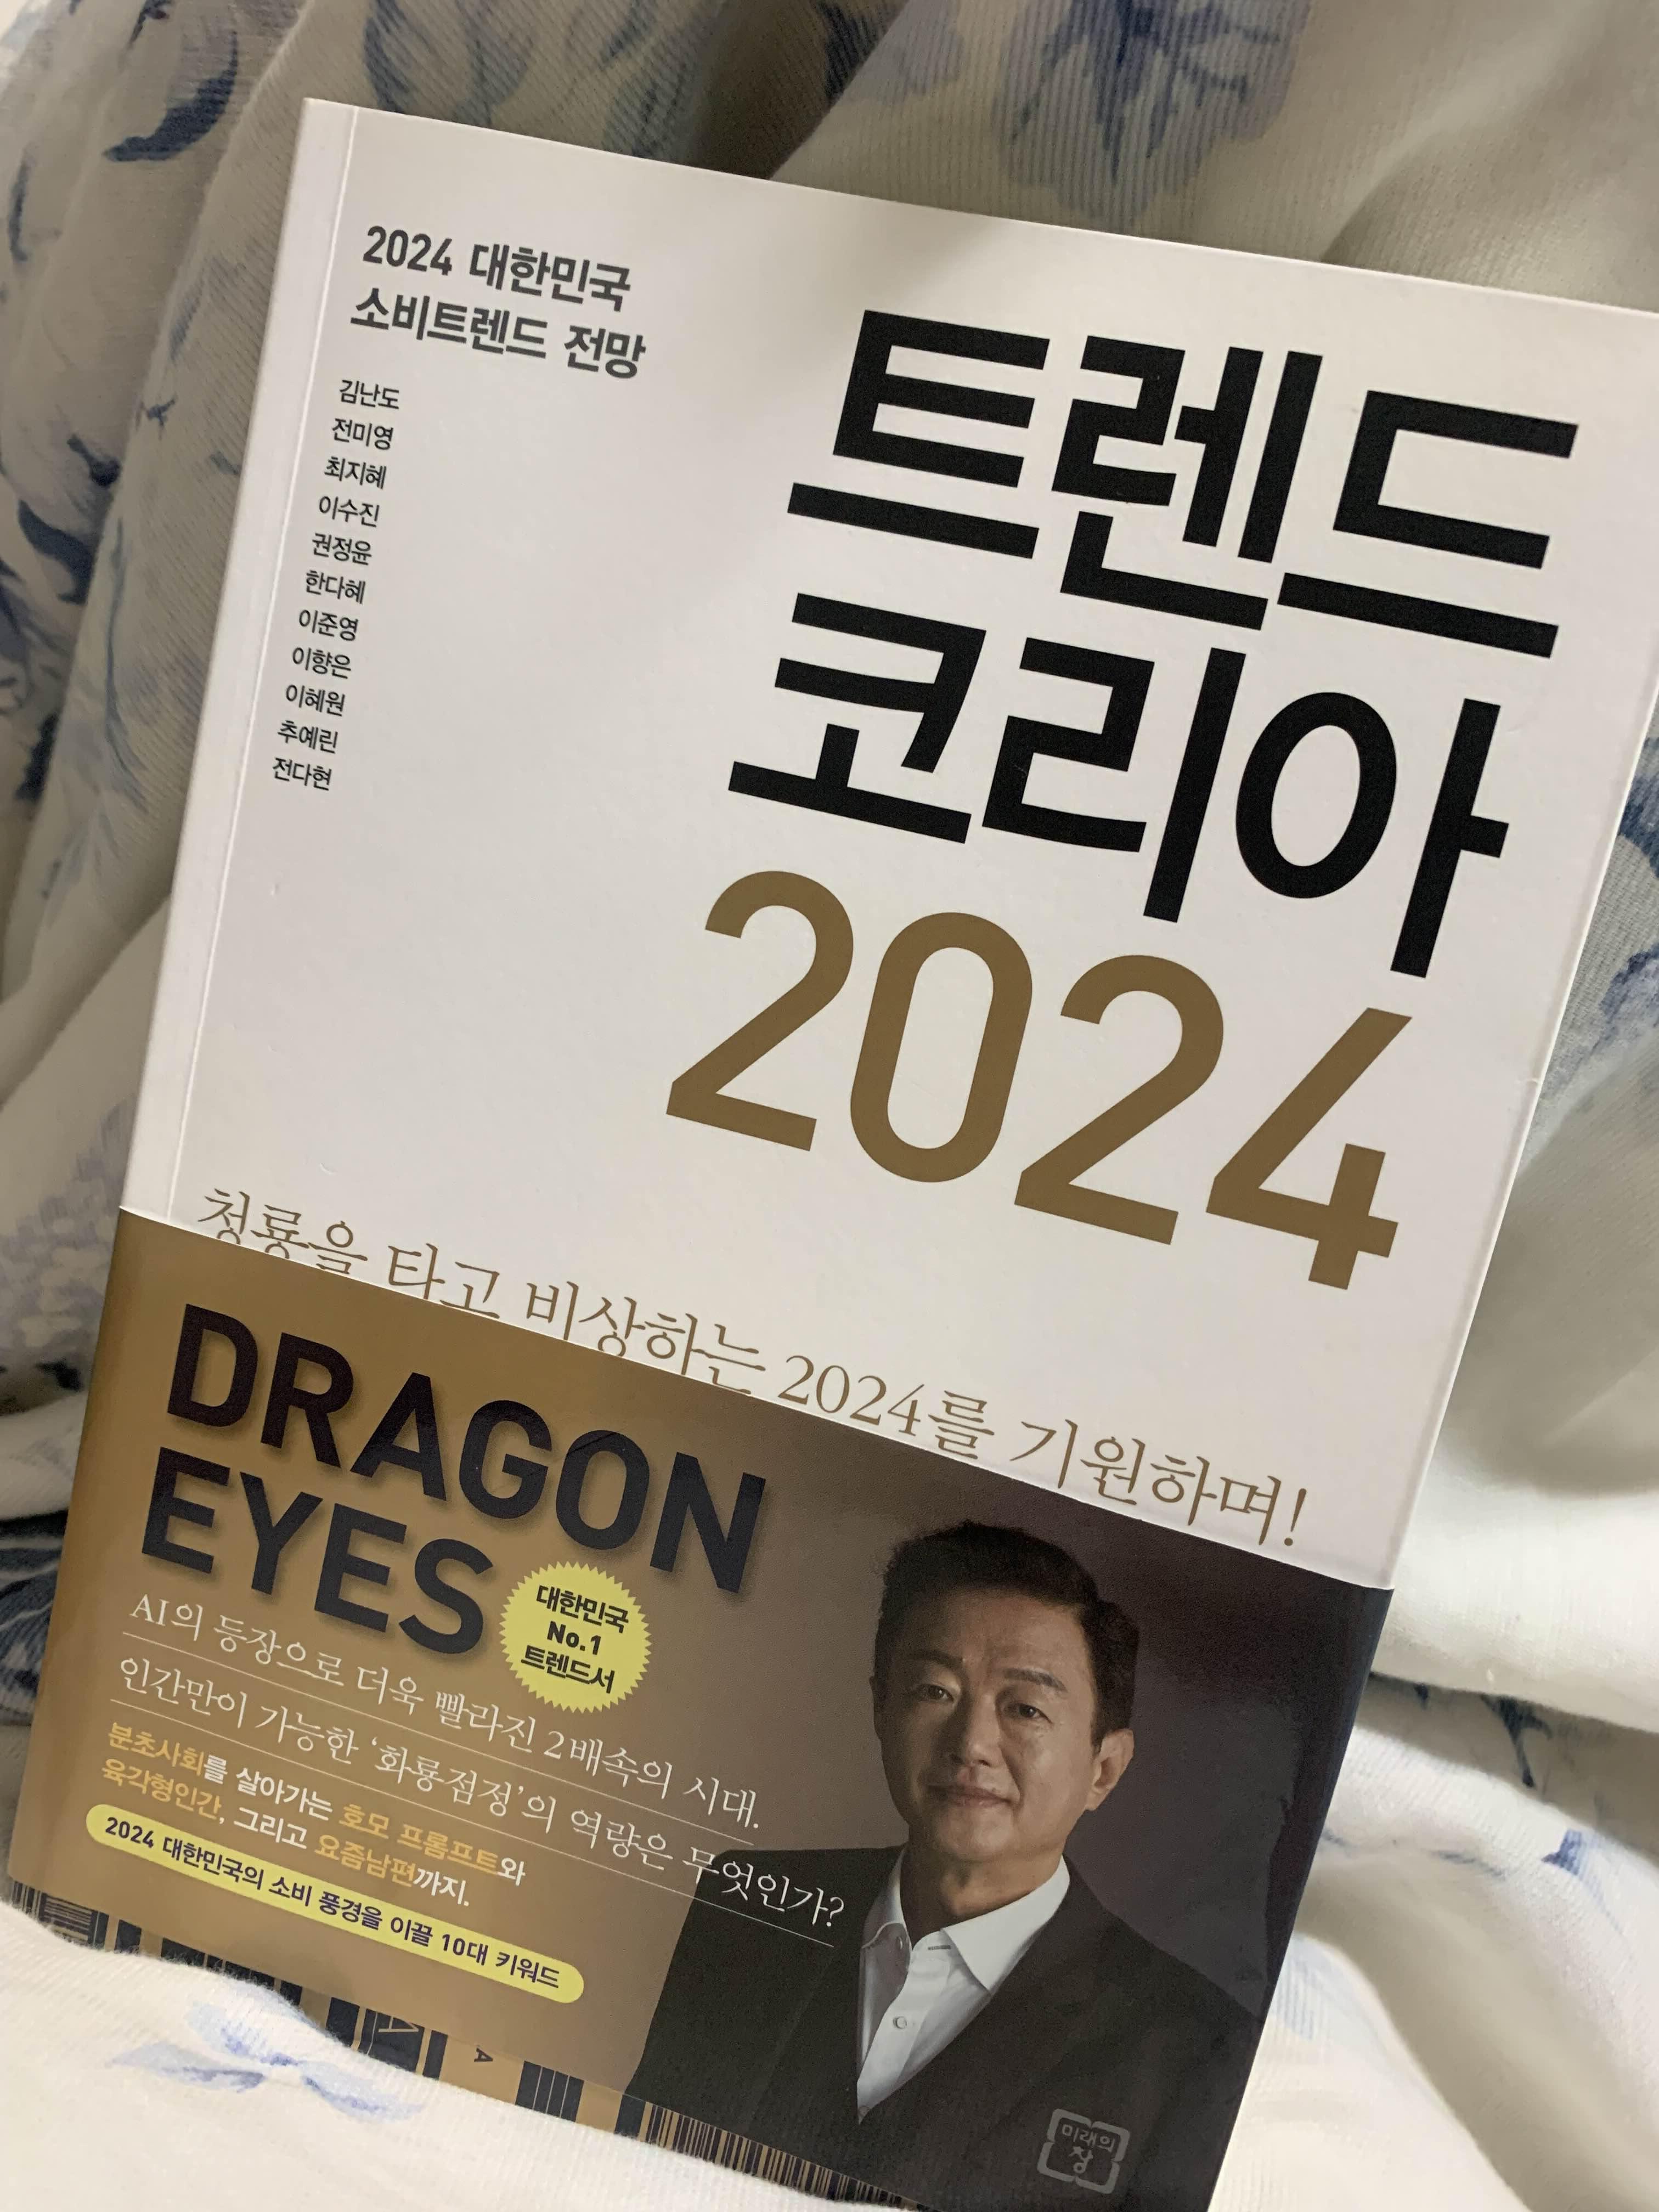 2024 대한민국
소비트렌드 전망
김난도
전미영
최지혜
이수진
권정윤
한다혜
이준영
이향은
이혜원
추예린
전다현
트렌드
코리아
2024
청룡을 타고 비상하는 2024를 기원하며!
DRAGON
EYES
대한민국
No.1
트렌드서
AI의 등장으로 더욱 빨라진 2배속의 시대.
인간만이 가능한 ‘화룡점정’의 역량은 무엇인가?
분초사회를 살아가는 호모 프롬프트와
육각형인간, 그리고 요즘남편까지.
2024 대한민국의 소비 풍경을 이끌 10대 키워드
미래의
창